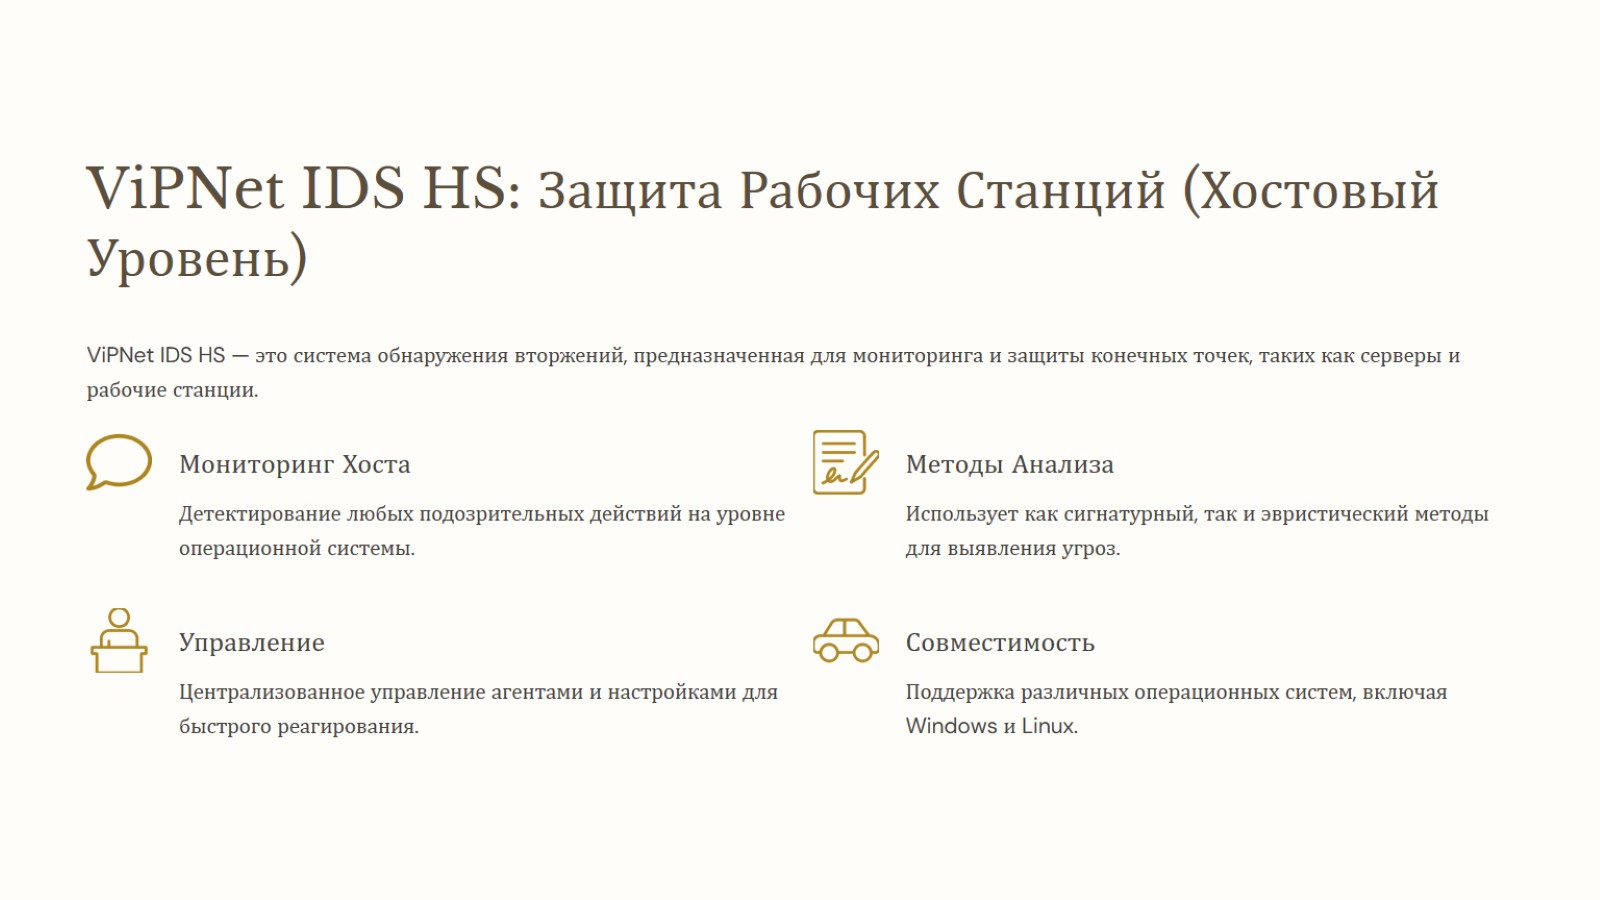 ViPNet IDS HS: Защита Рабочих Станций (Хостовый
Уровень)
ViPNet IDS HS — это система обнаружения вторжений, предназначенная для мониторинга и защиты конечных точек, таких как серверы и
рабочие станции.
Мониторинг Хоста
Детектирование любых подозрительных действий на уровне
операционной системы.
Методы Анализа
Использует как сигнатурный, так и эвристический методы
для выявления угроз.
Управление
Централизованное управление агентами и настройками для
быстрого реагирования.
Совместимость
Поддержка различных операционных систем, включая
Windows и Linux.